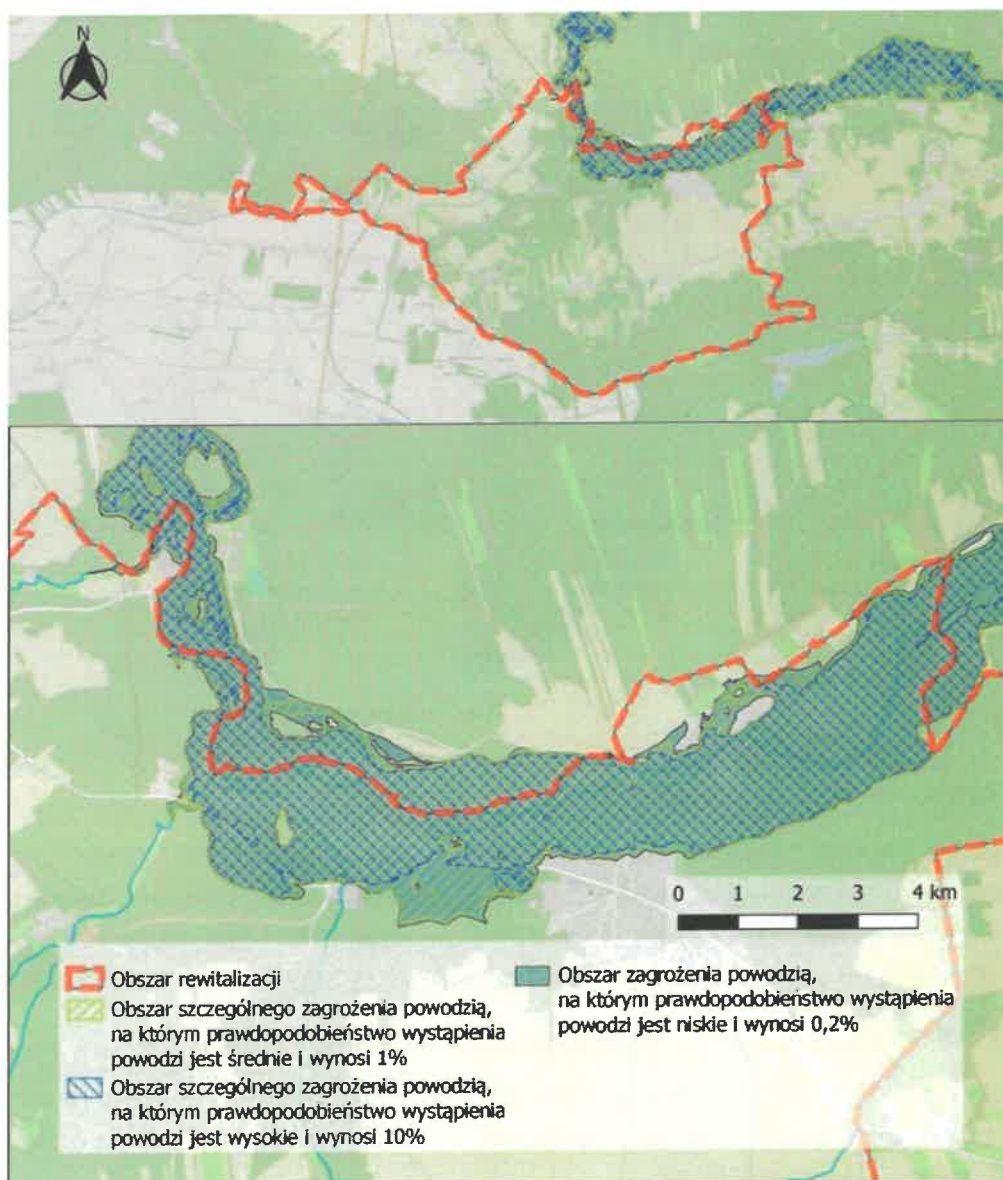 N
0 1 2 3 4 km
Obszar rewitalizacji
Obszar szczególnego zagrożenia powodzią,
na którym prawdopodobieństwo wystąpienia
powodzi jest średnie i wynosi 1%
Obszar szczególnego zagrożenia powodzią,
na którym prawdopodobieństwo wystąpienia
powodzi jest wysokie i wynosi 10%
Obszar zagrożenia powodzią,
na którym prawdopodobieństwo wystąpienia
powodzi jest niskie i wynosi 0,2%